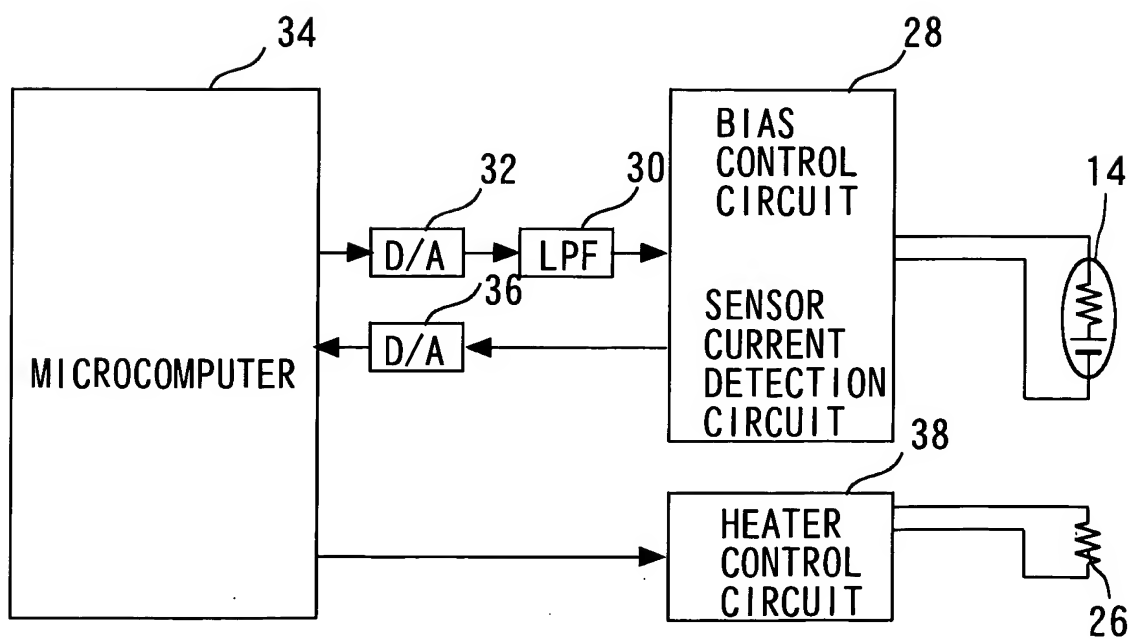 34
28
BIAS
CONTROL
CIRCUIT
14
32
30
D/A
LPF
36
D/A
SENSOR
CURRENT
DETECTION
CIRCUIT
MICROCOMPUTER
38
HEATER
CONTROL
CIRCUIT
26